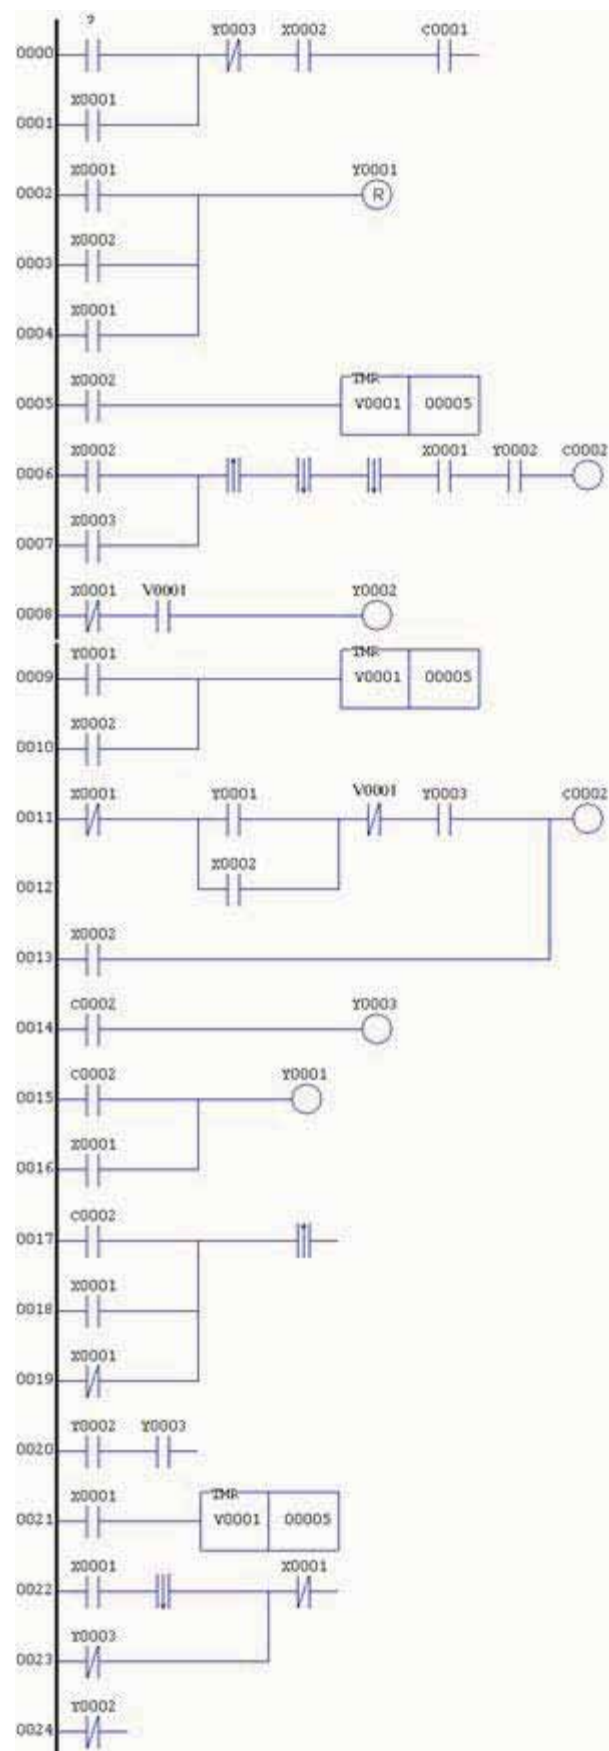 ?
Y0003 X0002 C0001
0000
X0001
0001
X0001 Y0001
0002 R
X0002
0003
X0001
0004
X0002 TMR
0005 V0001 00005
X0002 X0001 Y0002 C0002
0006
X0003
0007
X0001 V0001 Y0002
0008
Y0001 TMR
0009 V0001 00005
X0002
0010
X0001 Y0001 V0001 Y0003 C0002
0011
X0002
0012
X0002
0013
C0002 Y0003
0014
C0002 Y0001
0015
X0001
0016
C0002
0017
X0001
0018
X0001
0019
Y0002 Y0003
0020
X0001 TMR
0021 V0001 00005
X0001 X0001
0022
Y0003
0023
Y0002
0024